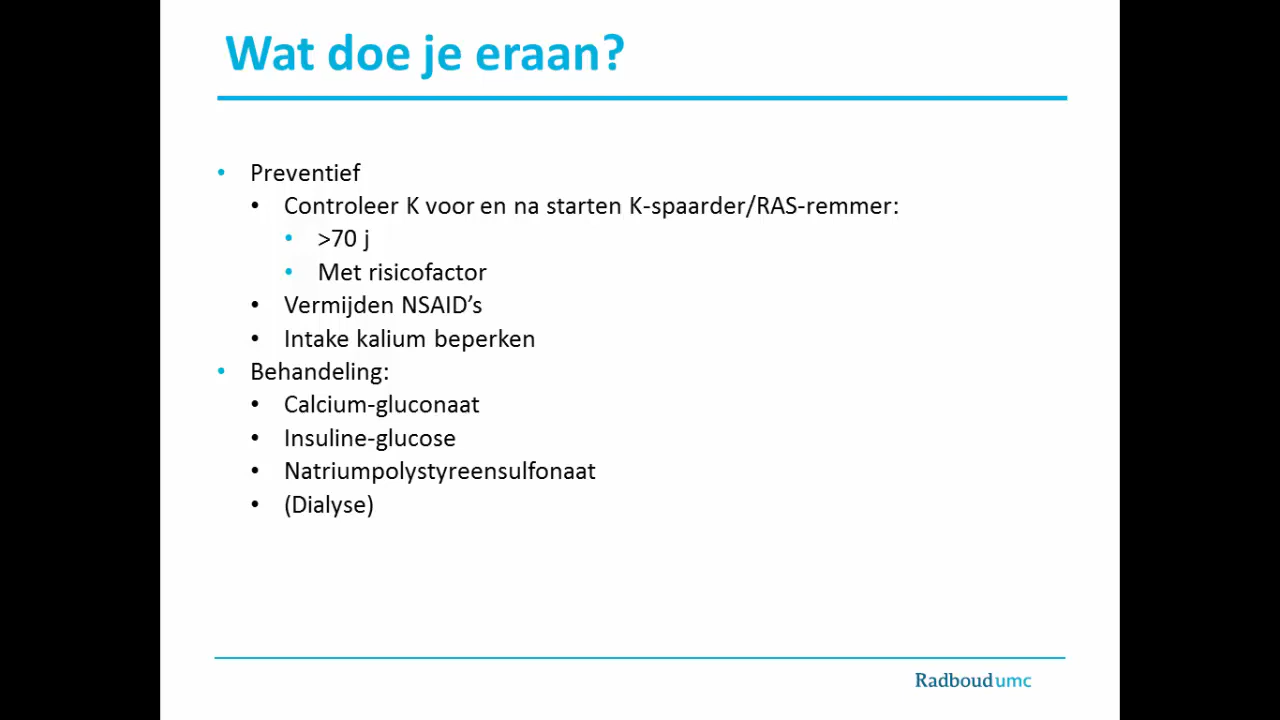 Wat doe je eraan?
• Preventief
• Controleer K voor en na starten K-spaarder/RAS-remmer:
• >70 j
• Met risicofactor
• Vermijden NSAID’s
• Intake kalium beperken
• Behandeling:
• Calcium-gluconaat
• Insuline-glucose
• Natriumpolystyreensulfonaat
• (Dialyse)
Radboudumc